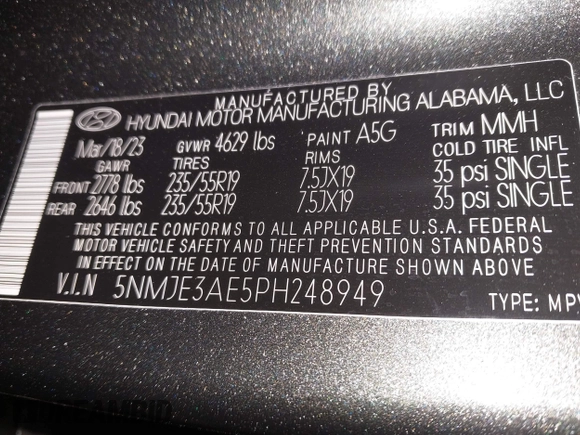 MANUFACTURED BY
HYUNDAI MOTOR MANUFACTURING ALABAMA, LLC
Mar/18/23 GVWR 4629 lbs PAINT A5G TRIM MMH
GAWR TIRES RIMS COLD TIRE INFL
FRONT 2778 lbs 235/55R19 7.5JX19 35 psi SINGLE
REAR 2646 lbs 235/55R19 7.5JX19 35 psi SINGLE
THIS VEHICLE CONFORMS TO ALL APPLICABLE U.S.A. FEDERAL
MOTOR VEHICLE SAFETY AND THEFT PREVENTION STANDARDS
IN EFFECT ON THE DATE OF MANUFACTURE SHOWN ABOVE
V.I.N 5NMJE3AE5PH248949 TYPE: MPV